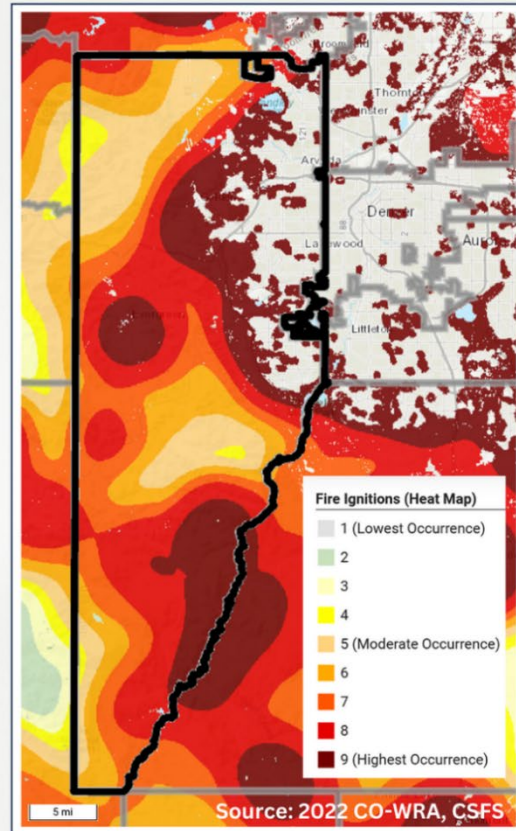 Thornton
Arvada
Denver
Lakewood
Littleton
Fire Ignitions (Heat Map)
1 (Lowest Occurrence)
2
3
4
5 (Moderate Occurrence)
6
7
8
9 (Highest Occurrence)
5 mi
Source: 2022 CO-WRA, CSFS